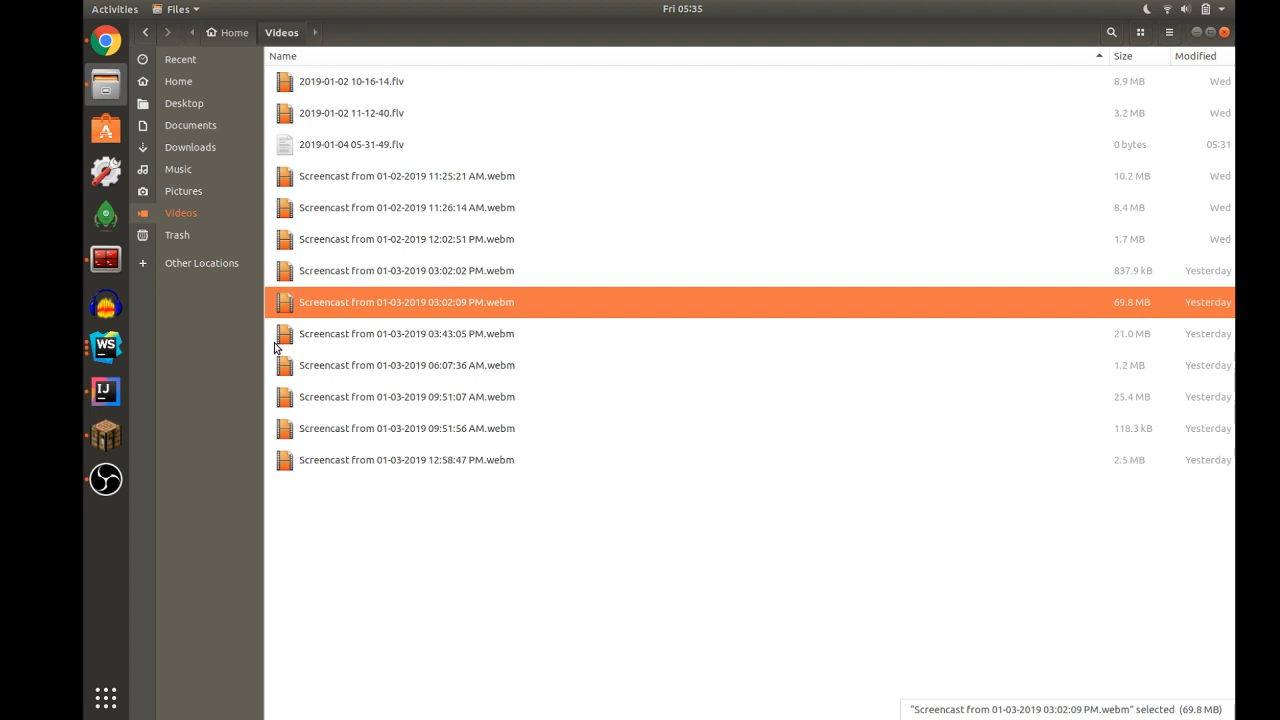 Activities Files Fri 05:35
Home Videos
Name Size Modified
Recent
Home
Desktop
Documents
Downloads
Music
Pictures
Videos
Trash
Other Locations
2019-01-02 10-16-14.flv 8.9 MB Wed
2019-01-02 11-12-40.flv 3.2 MB Wed
2019-01-04 05-31-49.flv 0 bytes 05:31
Screencast from 01-02-2019 11:25:21 AM.webm 10.2 MB Wed
Screencast from 01-02-2019 11:26:14 AM.webm 8.4 MB Wed
Screencast from 01-02-2019 12:02:51 PM.webm 1.7 MB Wed
Screencast from 01-03-2019 03:02:02 PM.webm 837.9 kB Yesterday
Screencast from 01-03-2019 03:02:09 PM.webm 69.8 MB Yesterday
Screencast from 01-03-2019 03:43:05 PM.webm 21.0 MB Yesterday
Screencast from 01-03-2019 06:07:36 AM.webm 1.2 MB Yesterday
Screencast from 01-03-2019 09:51:07 AM.webm 25.4 MB Yesterday
Screencast from 01-03-2019 09:51:56 AM.webm 118.3 kB Yesterday
Screencast from 01-03-2019 12:58:47 PM.webm 2.5 MB Yesterday
WS
IJ
"Screencast from 01-03-2019 03:02:09 PM.webm" selected (69.8 MB)